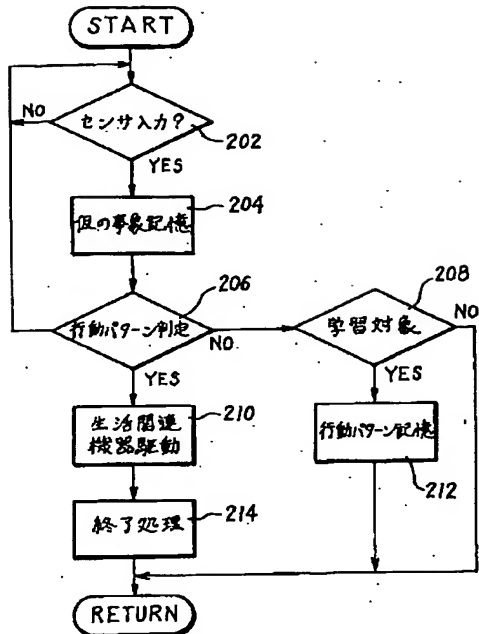 START
センサ入力?
NO
202
YES
仮の事象記憶
204
行動パターン判定
206
NO
YES
学習対象
208
NO
YES
生活関連
機器駆動
210
行動パターン記憶
212
終了処理
214
RETURN